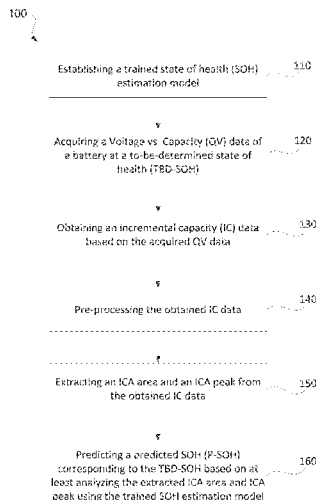 100
Establishing a trained state of health (SOH)
estimation model
110
Acquiring a Voltage vs. Capacity (QV) data of
a battery at a to-be-determined state of
health (TBD-SOH)
120
Obtaining an incremental capacity (IC) data
based on the acquired QV data
130
Pre-processing the obtained IC data
140
Extracting an ICA area and an ICA peak from
the obtained IC data
150
Predicting a predicted SOH (P-SOH)
corresponding to the TBD-SOH based on at
least analyzing the extracted ICA area and ICA
peak using the trained SOH estimation model
160